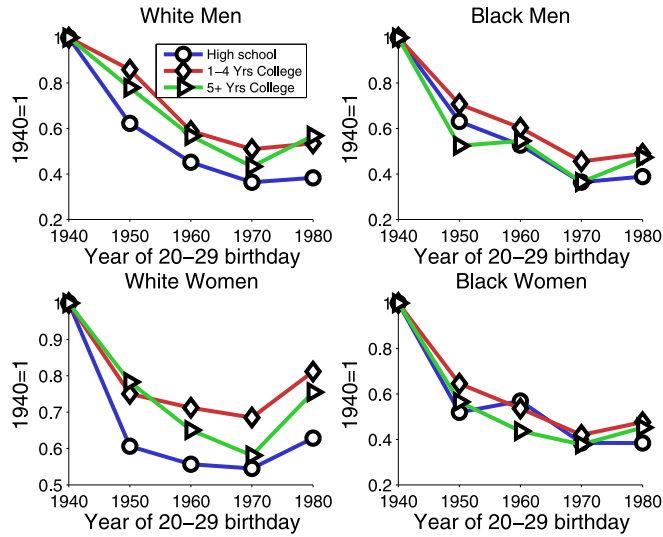 White Men
1
0.8
0.6
0.4
0.2
1940=1
1940 1950 1960 1970 1980
Year of 20−29 birthday
High school
1−4 Yrs College
5+ Yrs College
Black Men
1
0.8
0.6
0.4
0.2
1940=1
1940 1950 1960 1970 1980
Year of 20−29 birthday
White Women
1
0.9
0.8
0.7
0.6
0.5
1940=1
1940 1950 1960 1970 1980
Year of 20−29 birthday
Black Women
1
0.8
0.6
0.4
0.2
1940=1
1940 1950 1960 1970 1980
Year of 20−29 birthday